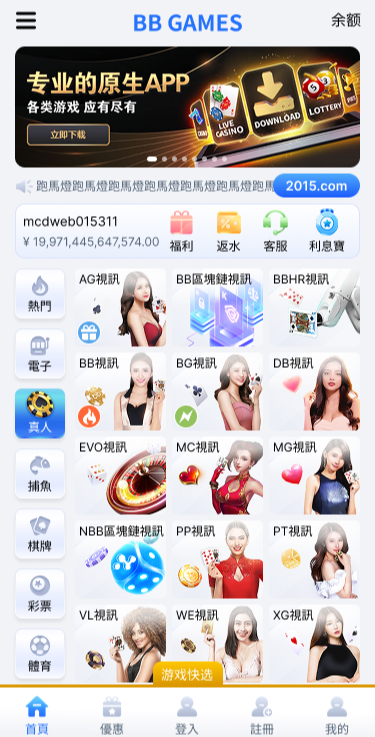 BB GAMES
余额
专业的原生APP
各类游戏 应有尽有
立即下载
LIVE CASINO
DOWNLOAD
LOTTERY
跑馬燈跑馬燈跑馬燈跑馬燈跑馬燈跑馬燈跑馬
2015.com
mcdweb015311
¥ 19,971,445,647,574.00
福利
返水
客服
利息寶
熱門
電子
真人
捕魚
棋牌
彩票
體育
AG視訊
BB區塊鏈視訊
BBHR視訊
BB視訊
BG視訊
DB視訊
EVO視訊
MC視訊
MG視訊
NBB區塊鏈視訊
PP視訊
PT視訊
VL視訊
WE視訊
XG視訊
游戏快选
首頁
優惠
登入
註冊
我的